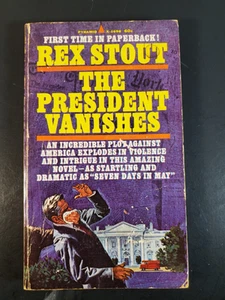 PYRAMID
FIRST TIME IN PAPERBACK!
REX STOUT
THE
PRESIDENT
VANISHES
AN INCREDIBLE PLOT AGAINST
AMERICA EXPLODES IN VIOLENCE
AND INTRIGUE IN THIS AMAZING
NOVEL—AS STARTLING AND
DRAMATIC AS "SEVEN DAYS IN MAY"